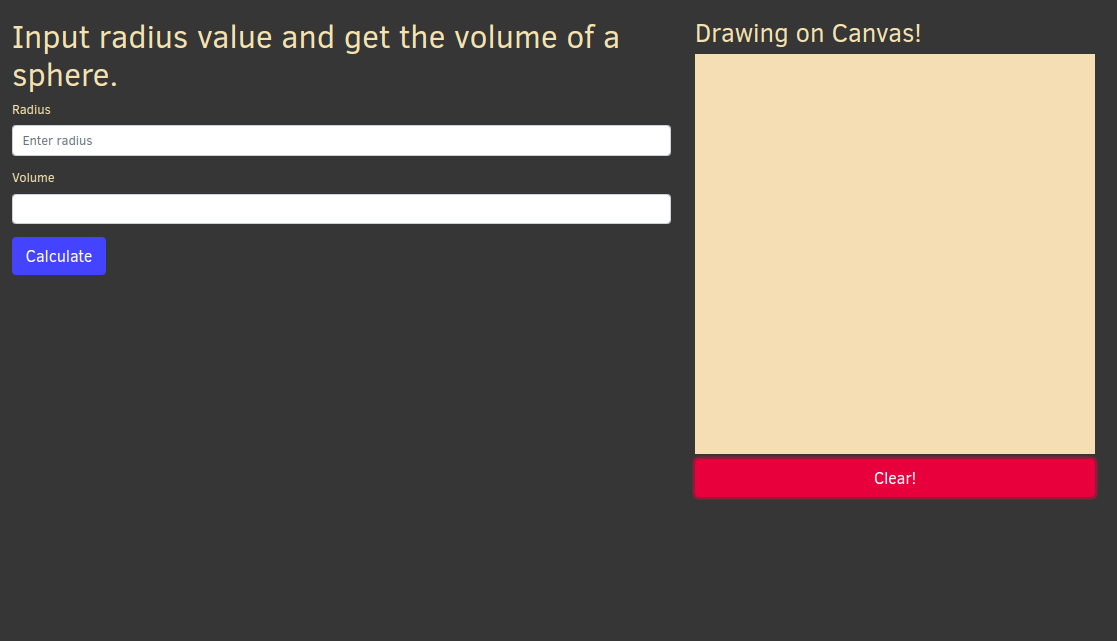 Input radius value and get the volume of a
sphere.
Radius
Enter radius
Volume
Calculate
Drawing on Canvas!
Clear!